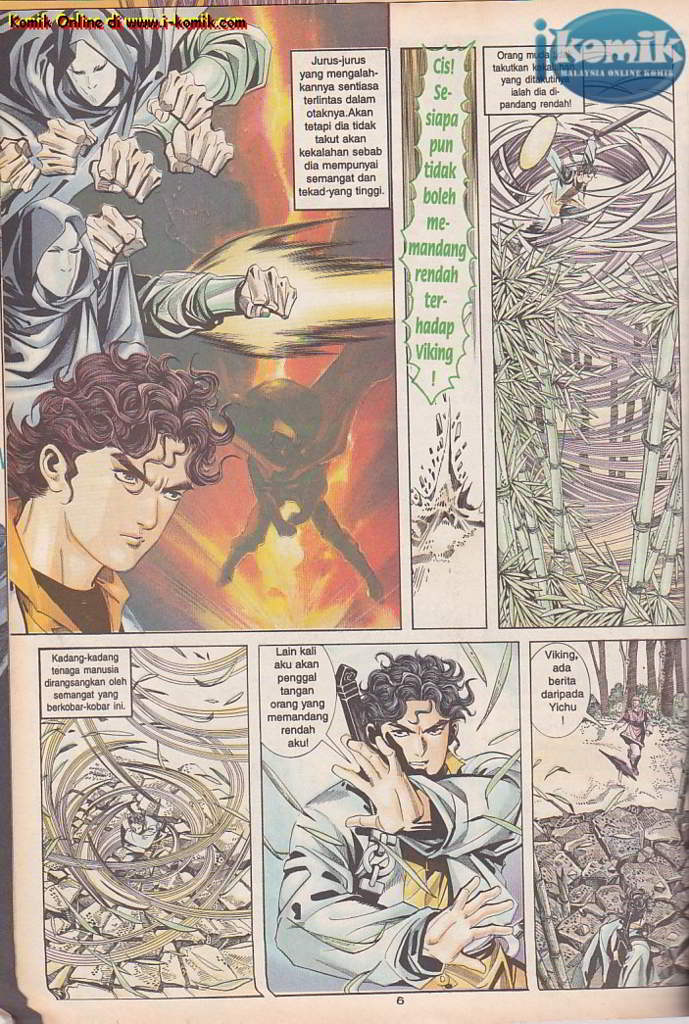 Komik Online di www.i-komik.com
ikomik
MALAYSIA ONLINE KOMIK
Jurus-jurus
yang mengalah-
kannya sentiasa
terlintas dalam
otaknya.Akan
tetapi dia tidak
takut akan
kekalahan sebab
dia mempunyai
semangat dan
tekad-yang tinggi.
Cis!
Se-
siapa
pun
tidak
boleh
me-
mandang
rendah
ter-
hadap
Viking
!
Orang muda
takutkan
yang ditakutinya
ialah dia di-
pandang rendah!
Kadang-kadang
tenaga manusia
dirangsangkan oleh
semangat yang
berkobar-kobar ini.
Lain kali
aku akan
penggal
tangan
orang yang
memandang
rendah
aku!
Viking,
ada
berita
daripada
Yichu
!
6